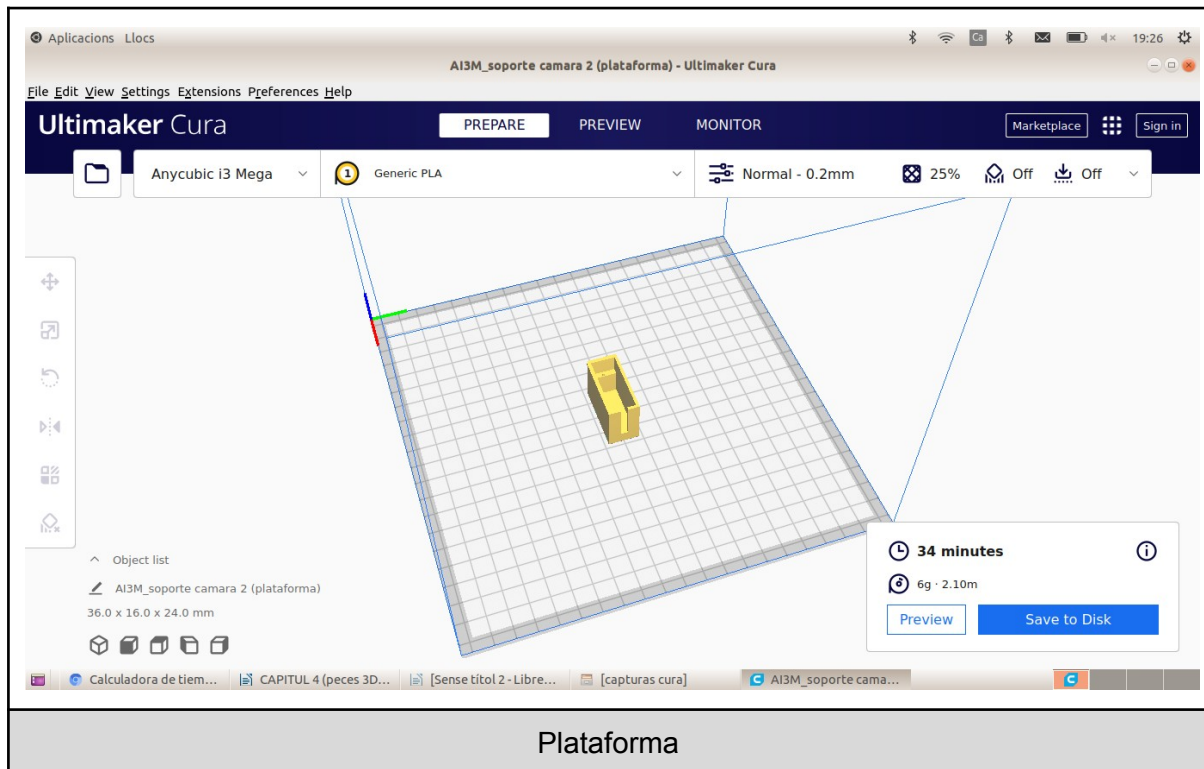 Aplicacions Llocs
Ca
19:26
AI3M_soporte camara 2 (plataforma) - Ultimaker Cura
File Edit View Settings Extensions Preferences Help
Ultimaker Cura
PREPARE
PREVIEW
MONITOR
Marketplace
Sign in
Anycubic i3 Mega
1
Generic PLA
Normal - 0.2mm
25%
Off
Off
Object list
AI3M_soporte camara 2 (plataforma)
36.0 x 16.0 x 24.0 mm
34 minutes
6g · 2.10m
Preview
Save to Disk
Calculadora de tiem...
CAPITUL 4 (peces 3D...
[Sense títol 2 - Libre...
[capturas cura]
AI3M_soporte cama...
Plataforma